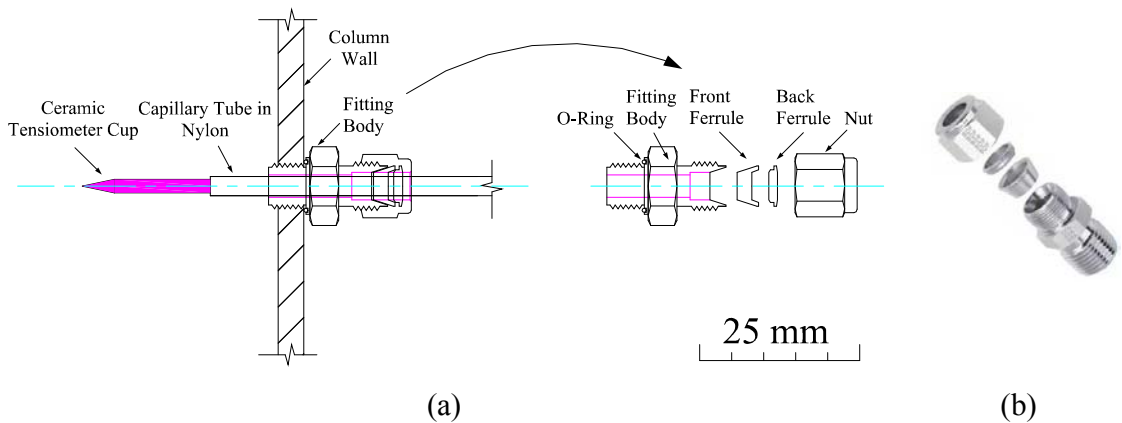 Column
Wall
Ceramic
Tensiometer Cup
Capillary Tube in
Nylon
Fitting
Body
O-Ring
Fitting
Body
Front
Ferrule
Back
Ferrule
Nut
25 mm
(a)
(b)